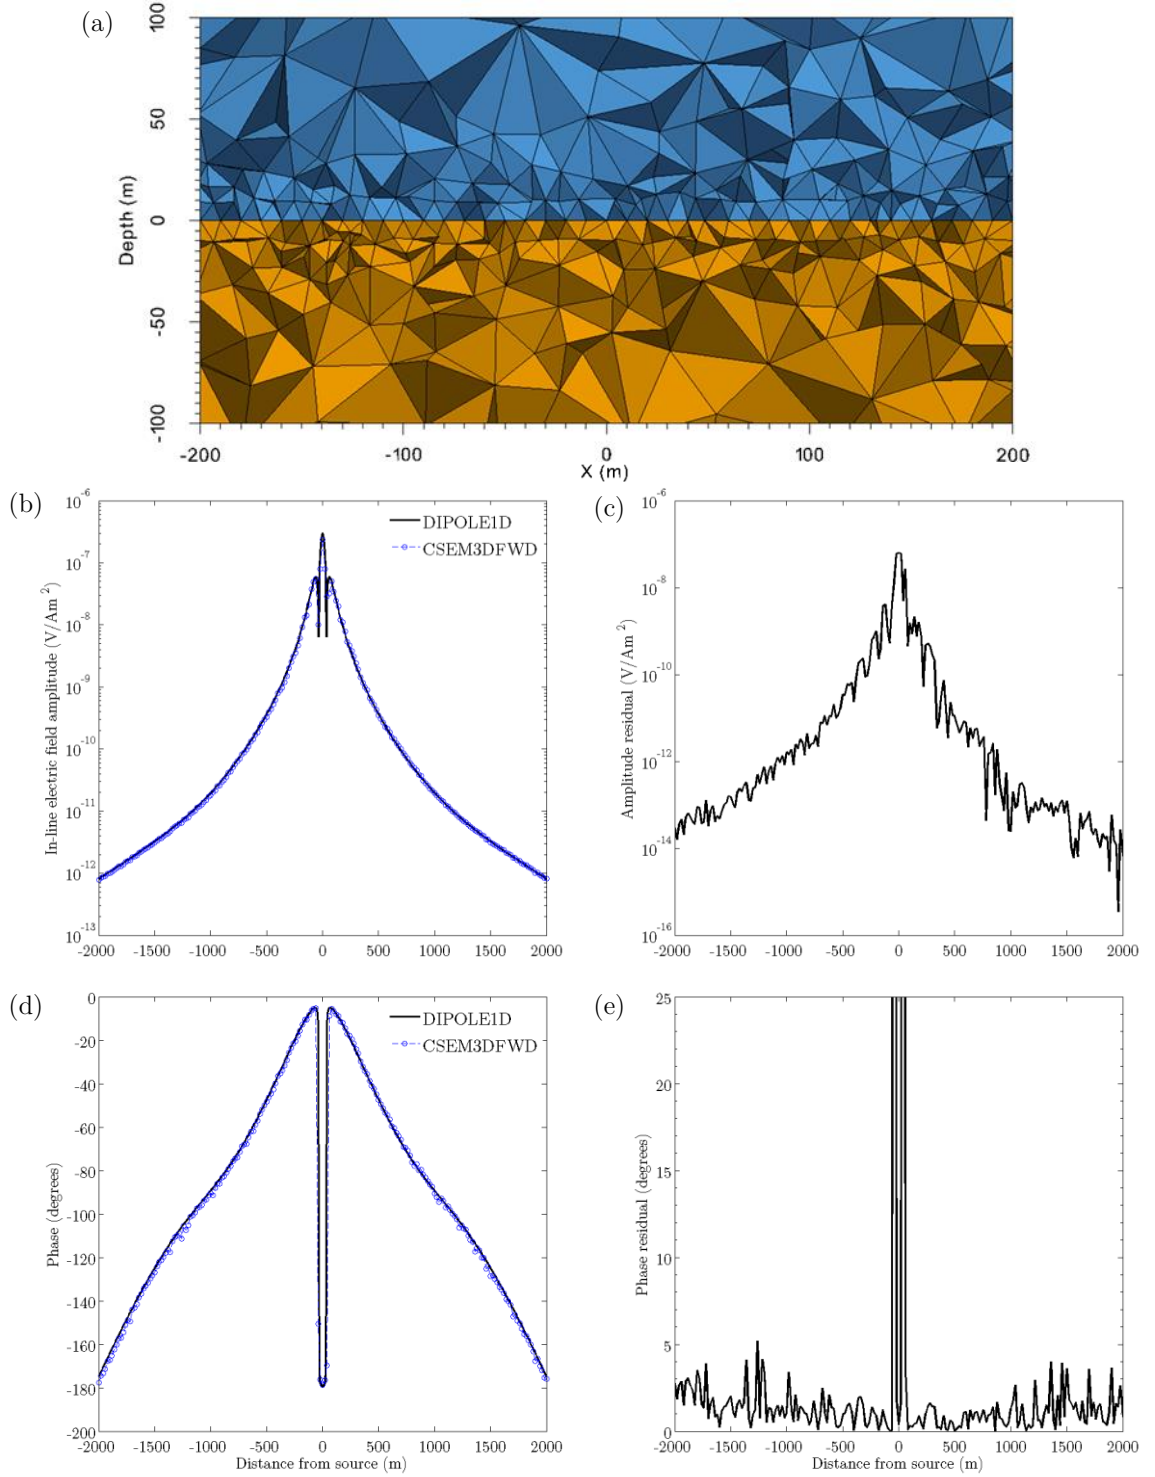 (a)
100
50
0
-50
-100
Depth (m)
-200 -100 0 100 200
X (m)
(b)
10^-6
10^-7
10^-8
10^-9
10^-10
10^-11
10^-12
10^-13
In-line electric field amplitude (V/Am^2)
DIPOLE1D
CSEM3DFWD
-2000 -1500 -1000 -500 0 500 1000 1500 2000
(c)
10^-6
10^-8
10^-10
10^-12
10^-14
10^-16
Amplitude residual (V/Am^2)
-2000 -1500 -1000 -500 0 500 1000 1500 2000
(d)
0
-20
-40
-60
-80
-100
-120
-140
-160
-180
-200
Phase (degrees)
DIPOLE1D
CSEM3DFWD
-2000 -1500 -1000 -500 0 500 1000 1500 2000
Distance from source (m)
(e)
25
20
15
10
5
0
Phase residual (degrees)
-2000 -1500 -1000 -500 0 500 1000 1500 2000
Distance from source (m)